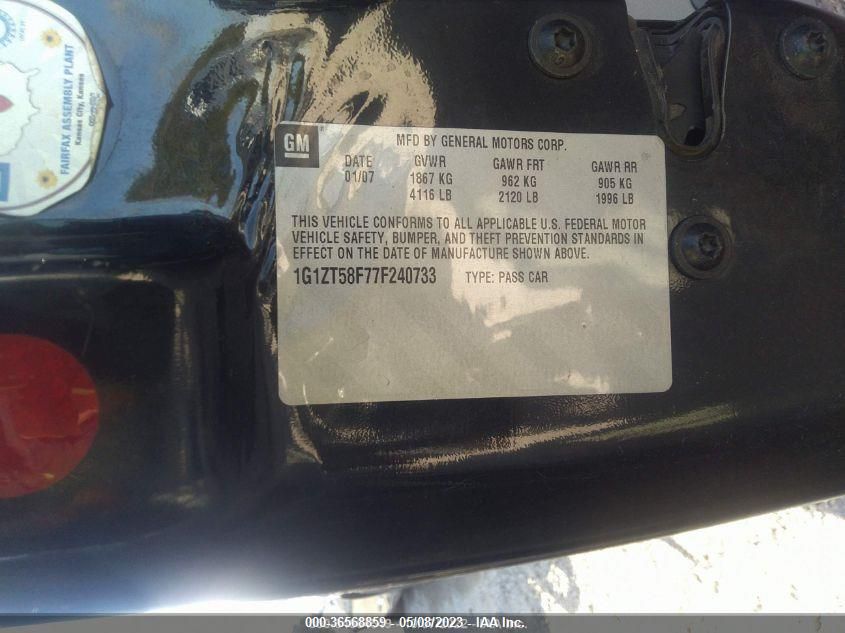 FAIRFAX ASSEMBLY PLANT
Kansas City, Kansas
GM
MFD BY GENERAL MOTORS CORP.
DATE GVWR GAWR FRT GAWR RR
01/07 1867 KG 962 KG 905 KG
4116 LB 2120 LB 1996 LB
THIS VEHICLE CONFORMS TO ALL APPLICABLE U.S. FEDERAL MOTOR
VEHICLE SAFETY, BUMPER, AND THEFT PREVENTION STANDARDS IN
EFFECT ON THE DATE OF MANUFACTURE SHOWN ABOVE.
1G1ZT58F77F240733 TYPE: PASS CAR
000-36568859 - 05/08/2023 - IAA Inc.